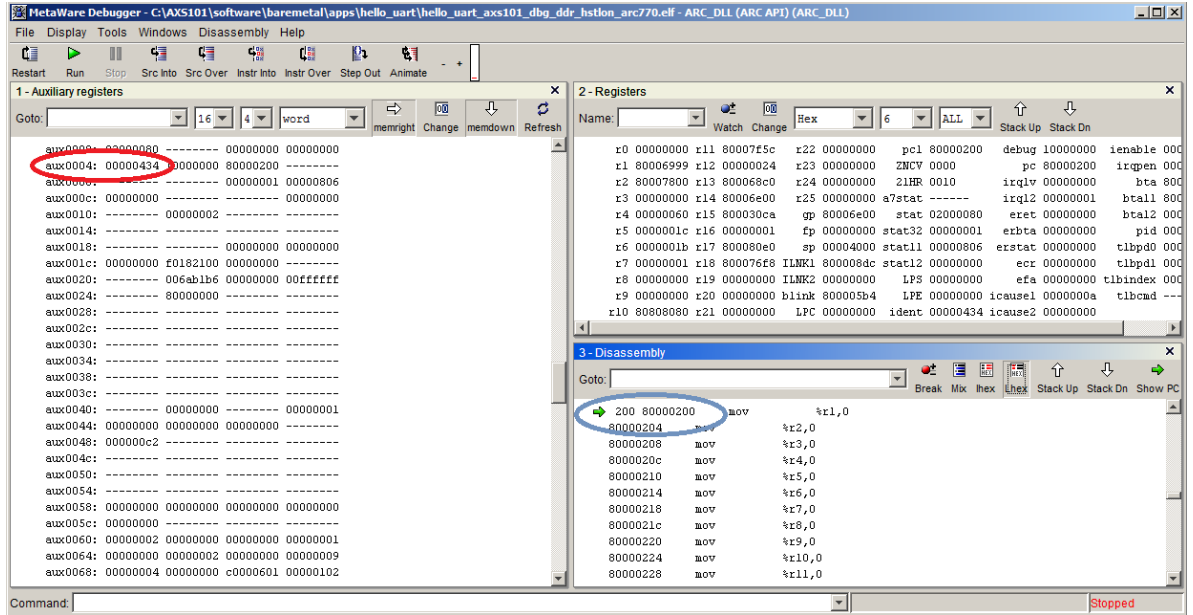 MetaWare Debugger - C:\AXS101\software\baremetal\apps\hello_uart\hello_uart_axs101_dbg_ddr_hstlon_arc770.elf - ARC_DLL (ARC API) (ARC_DLL)
File Display Tools Windows Disassembly Help
Restart Run Stop Src Into Src Over Instr Into Instr Over Step Out Animate - +
1 - Auxiliary registers
Goto: 16 4 word memright Change memdown Refresh
02000080 -------- 00000000 00000000
aux0004: 00000434 00000000 80000200 --------
-------- -------- 00000001 00000806
aux000c: 00000000 -------- -------- 00000000
aux0010: -------- 00000002 -------- --------
aux0014: -------- -------- -------- --------
aux0018: -------- -------- 00000000 00000000
aux001c: 00000000 f0182100 00000000 --------
aux0020: -------- 006ab1b6 00000000 00ffffff
aux0024: -------- 80000000 -------- --------
aux0028: -------- -------- -------- --------
aux002c: -------- -------- -------- --------
aux0030: -------- -------- -------- --------
aux0034: -------- -------- -------- --------
aux0038: -------- -------- -------- --------
aux003c: -------- -------- -------- --------
aux0040: -------- 00000000 -------- 00000001
aux0044: 00000000 00000000 00000000 --------
aux0048: 000000c2 -------- -------- --------
aux004c: -------- -------- -------- --------
aux0050: -------- -------- -------- --------
aux0054: -------- -------- -------- --------
aux0058: 00000000 00000000 00000000 00000000
aux005c: 00000000 -------- -------- --------
aux0060: 00000002 00000000 00000000 00000001
aux0064: 00000000 00000002 00000000 00000009
aux0068: 00000004 00000000 c0000601 00000102
2 - Registers
Name: Watch Change Hex 6 ALL Stack Up Stack Dn
r0 00000000 r11 80007f5c r22 00000000 pcl 80000200 debug 10000000 ienable 000
r1 80006999 r12 00000024 r23 00000000 ZNCV 0000 pc 80000200 irqpen 000
r2 80007800 r13 800068c0 r24 00000000 21HR 0010 irqlv 00000000 bta 800
r3 00000000 r14 80006e00 r25 00000000 a7stat ------ irql2 00000001 btal1 800
r4 00000060 r15 800030ca gp 80006e00 stat 02000080 eret 00000000 btal2 000
r5 0000001c r16 00000001 fp 00000000 stat32 00000001 erbta 00000000 pid 000
r6 0000001b r17 800080e0 sp 00004000 statl1 00000806 erstat 00000000 tlbpd0 000
r7 00000001 r18 800076f8 ILNK1 800008dc statl2 00000000 ecr 00000000 tlbpd1 000
r8 00000000 r19 00000000 ILNK2 00000000 LPS 00000000 efa 00000000 tlbindex 000
r9 00000000 r20 00000000 blink 800005b4 LPE 00000000 icause1 0000000a tlbcmd ---
r10 80808080 r21 00000000 LPC 00000000 ident 00000434 icause2 00000000
3 - Disassembly
Goto: Break Mix Ihex Lhex Stack Up Stack Dn Show PC
200 80000200 mov %r1,0
80000204 mov %r2,0
80000208 mov %r3,0
8000020c mov %r4,0
80000210 mov %r5,0
80000214 mov %r6,0
80000218 mov %r7,0
8000021c mov %r8,0
80000220 mov %r9,0
80000224 mov %r10,0
80000228 mov %r11,0
Command: Stopped